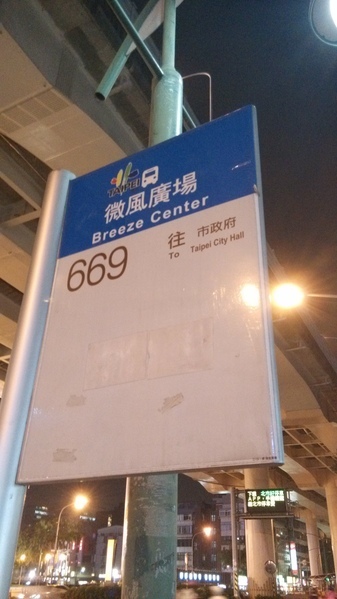 TAIPEI
微風廣場
Breeze Center
669
往 市政府
To Taipei City Hall